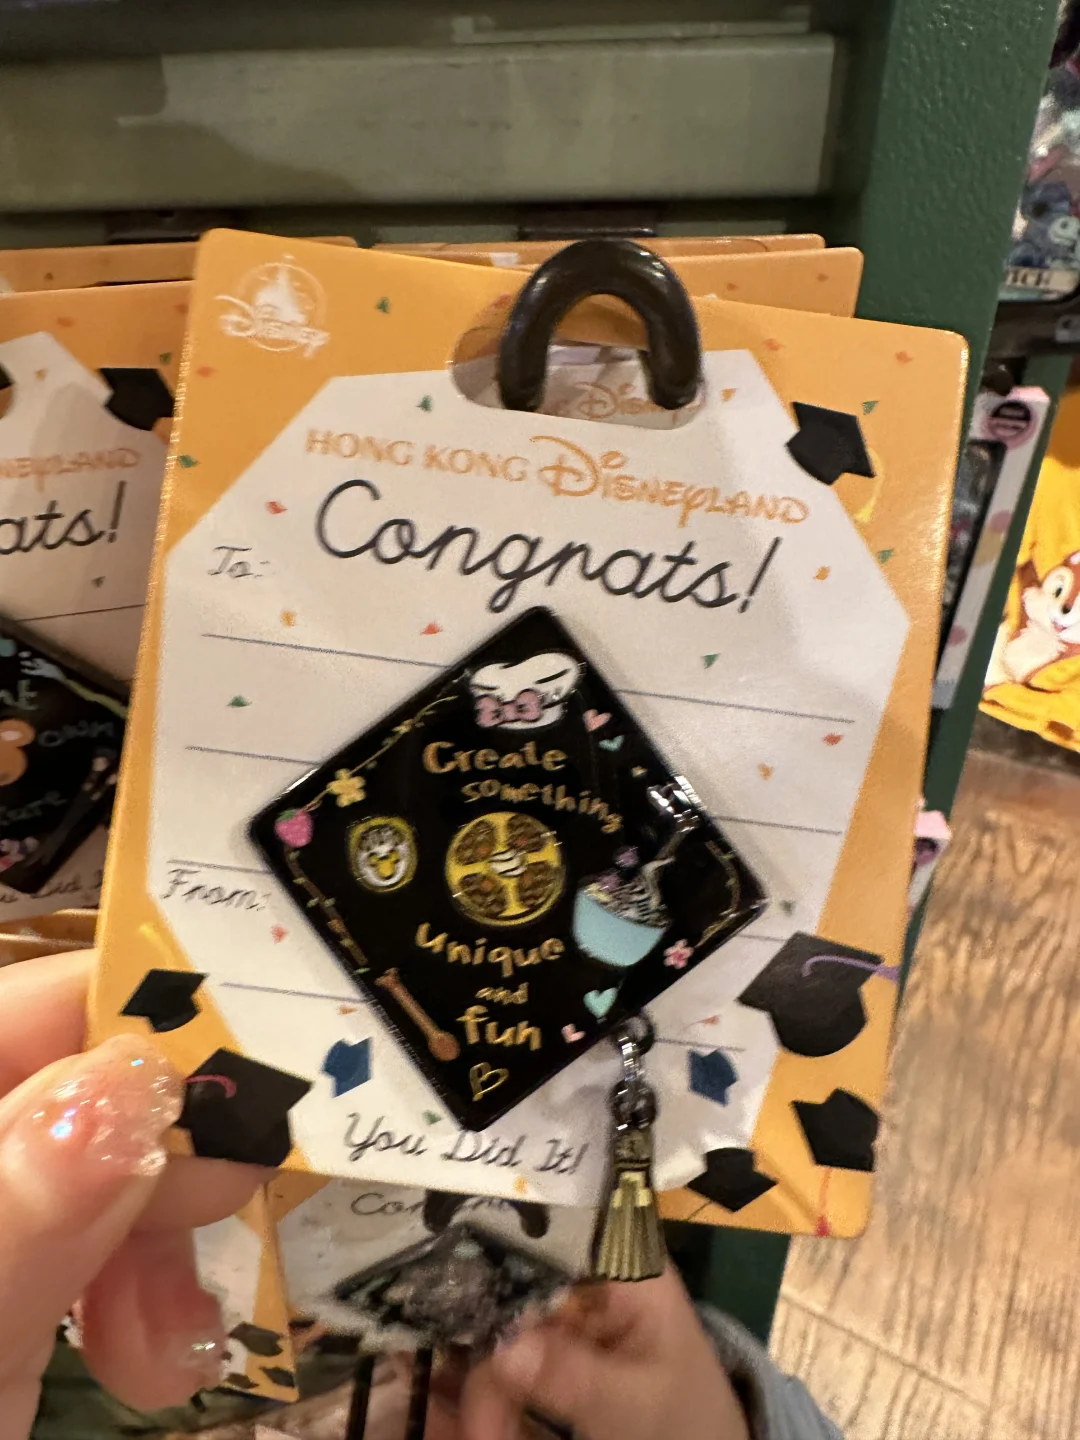 Disney
HONG KONG Disneyland
Congrats!
To:
Create
something
Unique
and
fun
From:
You Did It!